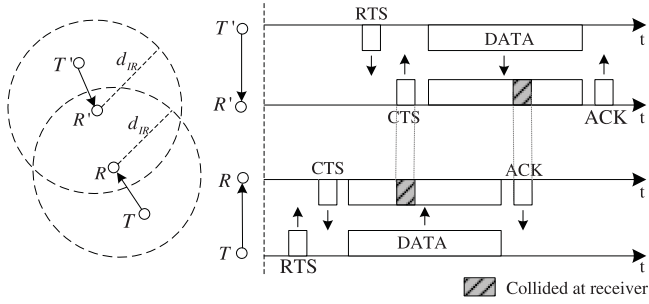 RTS
T'
DATA
t
T'
d_IR
R'
R'
CTS
ACK
t
d_IR
R
CTS
ACK
R
T
DATA
T
RTS
t
t
Collided at receiver